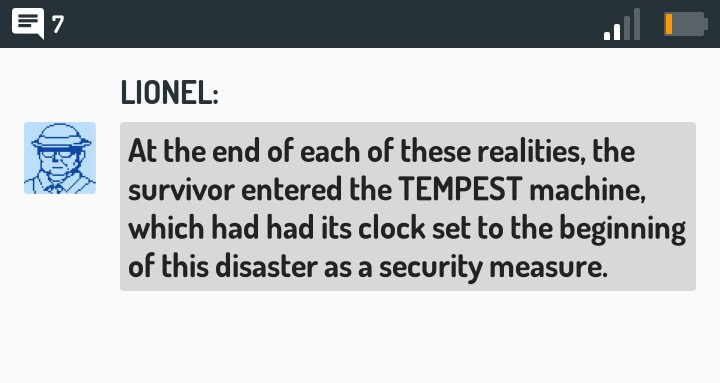 7
LIONEL:
At the end of each of these realities, the
survivor entered the TEMPEST machine,
which had had its clock set to the beginning
of this disaster as a security measure.